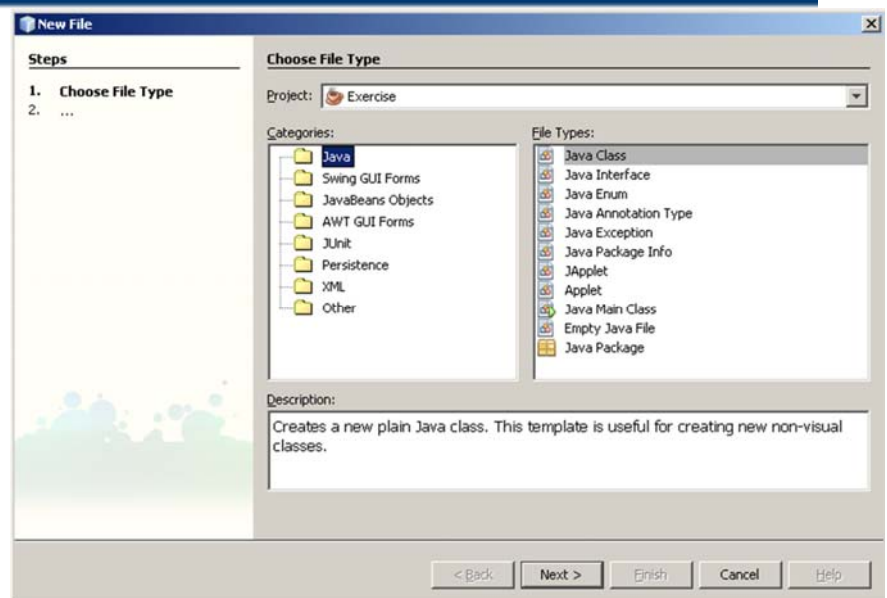 New File
Steps
1. Choose File Type
2. ...
Choose File Type
Project: Exercise
Categories:
Java
Swing GUI Forms
JavaBeans Objects
AWT GUI Forms
JUnit
Persistence
XML
Other
File Types:
Java Class
Java Interface
Java Enum
Java Annotation Type
Java Exception
Java Package Info
JApplet
Applet
Java Main Class
Empty Java File
Java Package
Description:
Creates a new plain Java class. This template is useful for creating new non-visual
classes.
< Back Next > Finish Cancel Help